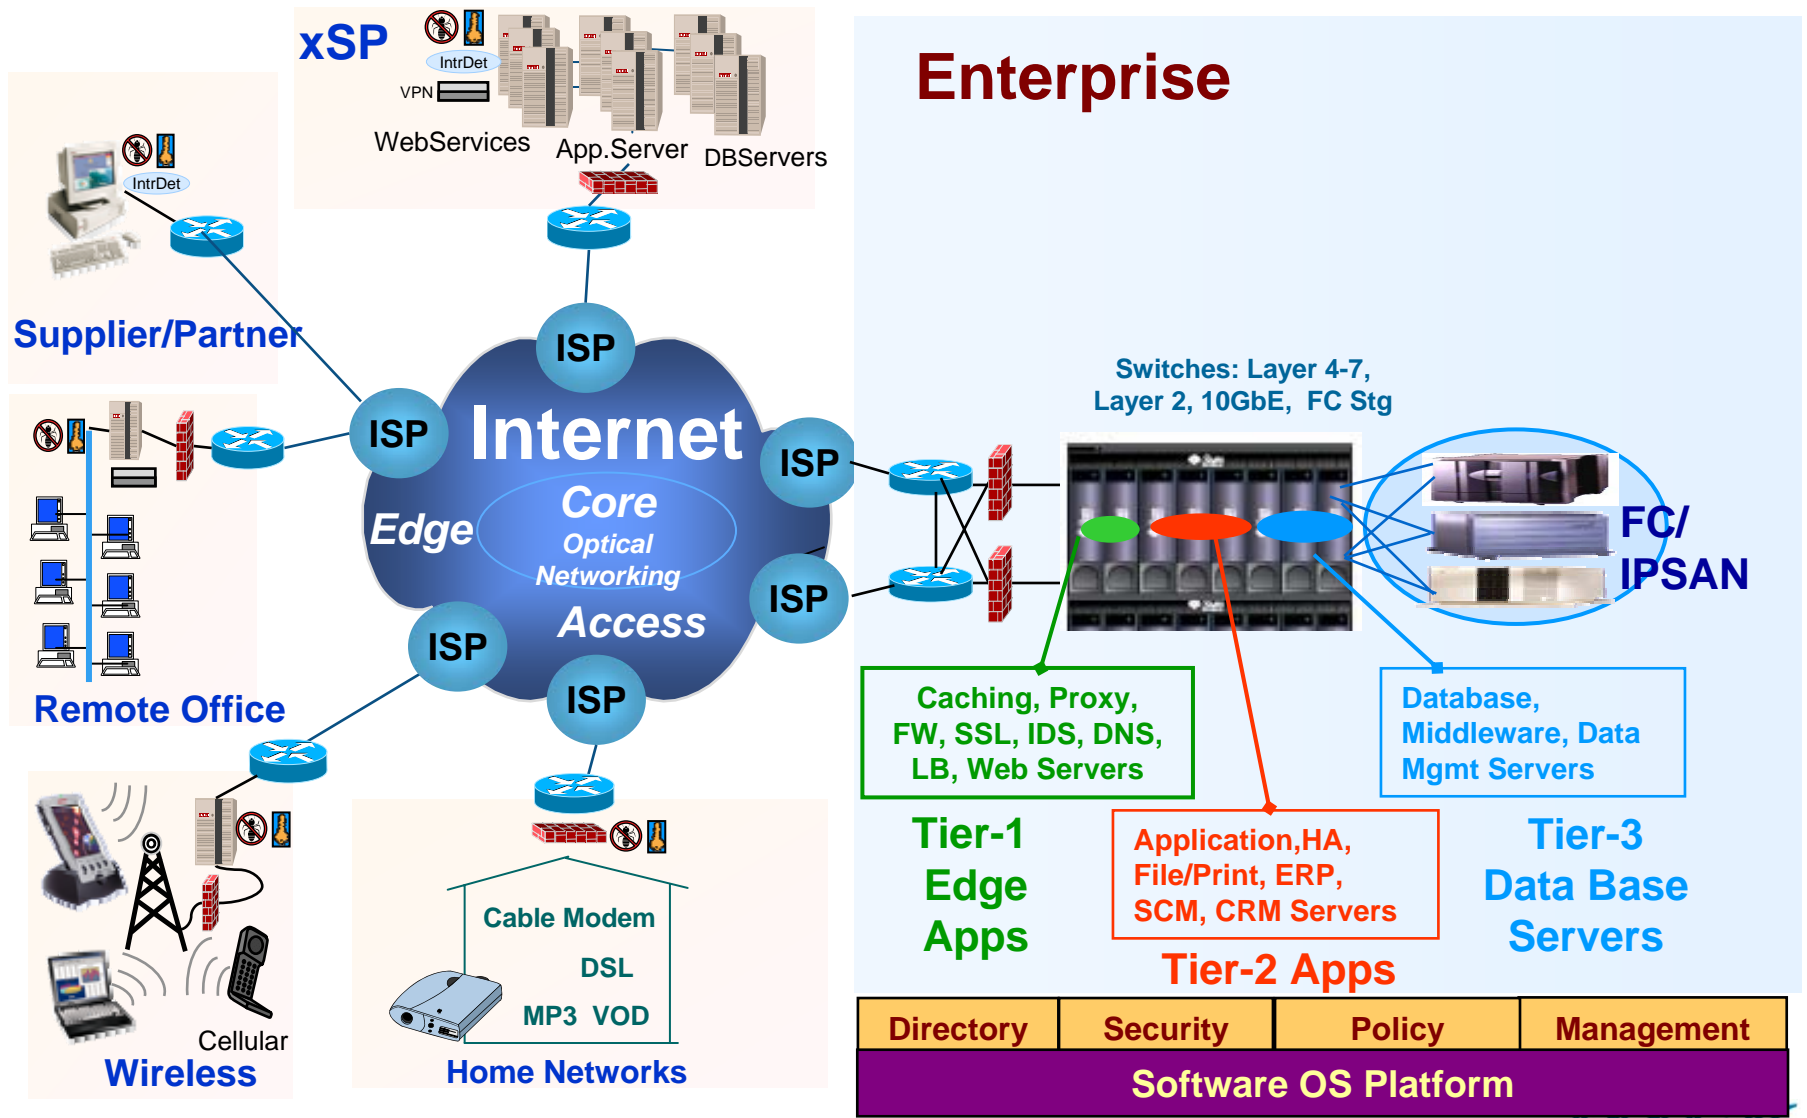 xSP
IntrDet
VPN
WebServices
App.Server
DBServers
Enterprise
IntrDet
Supplier/Partner
ISP
ISP
Internet
ISP
Core
Optical
Networking
Edge
Access
ISP
ISP
ISP
Remote Office
Cellular
Wireless
Cable Modem
DSL
MP3 VOD
Home Networks
Switches: Layer 4-7,
Layer 2, 10GbE, FC Stg
FC/
IPSAN
Caching, Proxy,
FW, SSL, IDS, DNS,
LB, Web Servers
Tier-1
Edge
Apps
Application,HA,
File/Print, ERP,
SCM, CRM Servers
Tier-2 Apps
Database,
Middleware, Data
Mgmt Servers
Tier-3
Data Base
Servers
Directory
Security
Policy
Management
Software OS Platform